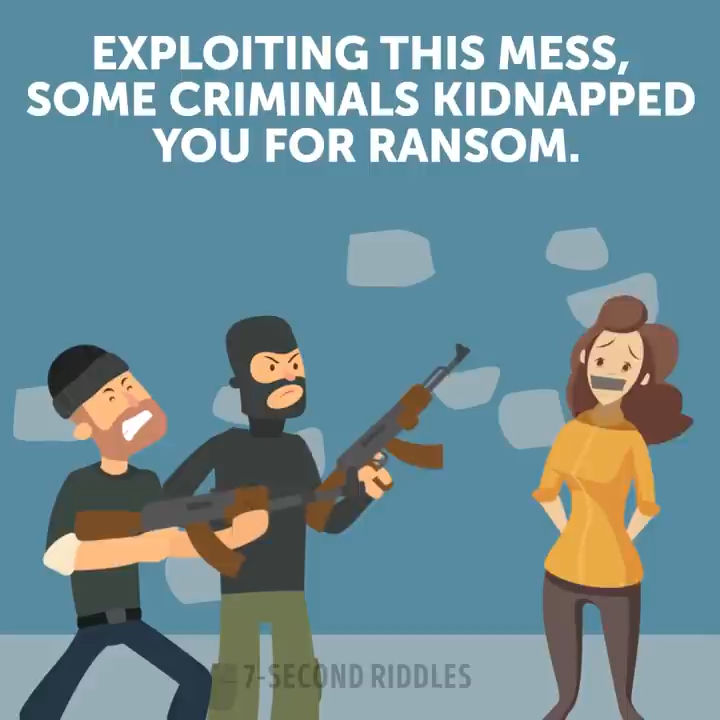 EXPLOITING THIS MESS,
SOME CRIMINALS KIDNAPPED
YOU FOR RANSOM.
7-SECOND RIDDLES